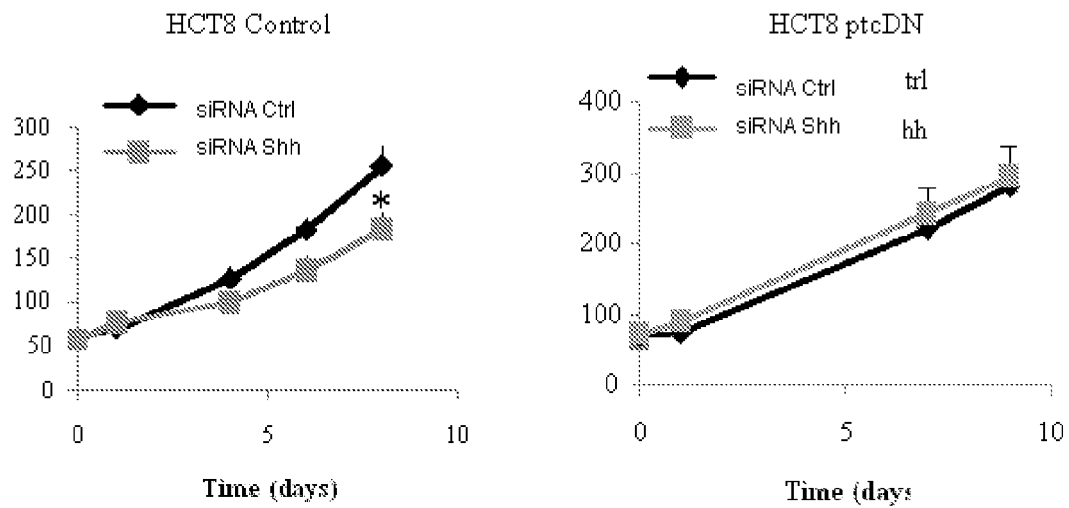 HCT8 Control
siRNA Ctrl
siRNA Shh
300
250
200
150
100
50
0
*
0 5 10
Time (days)
HCT8 ptcDN
siRNA Ctrl trl
siRNA Shh hh
400
300
200
100
0
0 5 10
Time (days